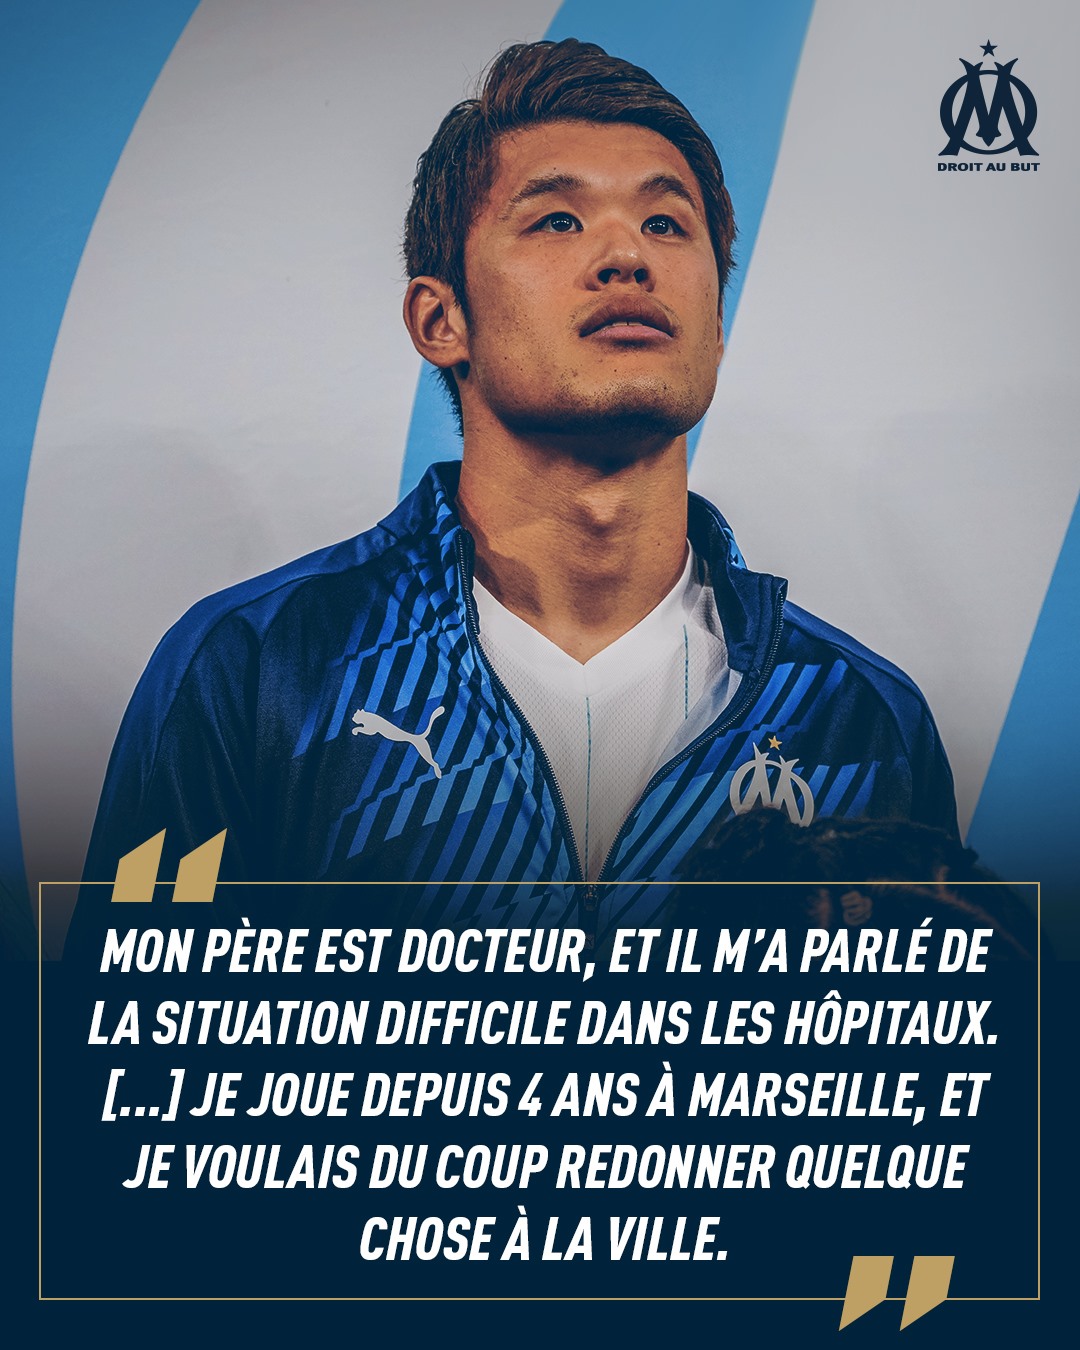 DROIT AU BUT
MON PÈRE EST DOCTEUR, ET IL M'A PARLÉ DE
LA SITUATION DIFFICILE DANS LES HÔPITAUX.
[...] JE JOUE DEPUIS 4 ANS À MARSEILLE, ET
JE VOULAIS DU COUP REDONNER QUELQUE
CHOSE À LA VILLE.